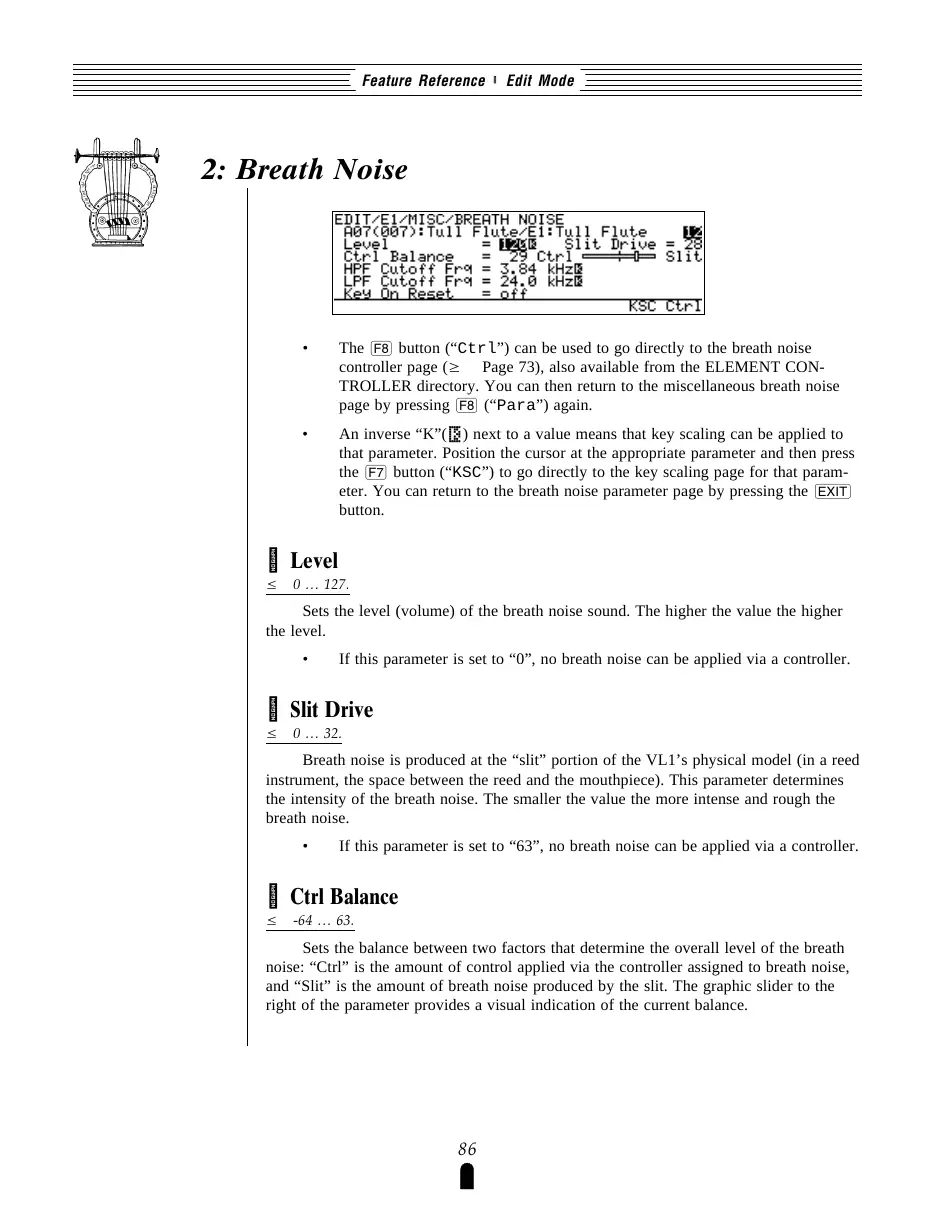 Feature Reference Edit Mode
2: Breath Noise
EDIT/E1/MISC/BREATH NOISE
A07(007):Tull Flute/E1:Tull Flute 12
Level = 120K Slit Drive = 28
Ctrl Balance = 29 Ctrl Slit
HPF Cutoff Frq = 3.84 kHzK
LPF Cutoff Frq = 24.0 kHzK
Key On Reset = off
KSC Ctrl
• The F8 button (“Ctrl”) can be used to go directly to the breath noise
controller page (≥ Page 73), also available from the ELEMENT CON-
TROLLER directory. You can then return to the miscellaneous breath noise
page by pressing F8 (“Para”) again.
• An inverse “K”(K) next to a value means that key scaling can be applied to
that parameter. Position the cursor at the appropriate parameter and then press
the F7 button (“KSC”) to go directly to the key scaling page for that param-
eter. You can return to the breath noise parameter page by pressing the EXIT
button.
Level
≤ 0 … 127.
Sets the level (volume) of the breath noise sound. The higher the value the higher
the level.
• If this parameter is set to “0”, no breath noise can be applied via a controller.
Slit Drive
≤ 0 … 32.
Breath noise is produced at the “slit” portion of the VL1’s physical model (in a reed
instrument, the space between the reed and the mouthpiece). This parameter determines
the intensity of the breath noise. The smaller the value the more intense and rough the
breath noise.
• If this parameter is set to “63”, no breath noise can be applied via a controller.
Ctrl Balance
≤ -64 … 63.
Sets the balance between two factors that determine the overall level of the breath
noise: “Ctrl” is the amount of control applied via the controller assigned to breath noise,
and “Slit” is the amount of breath noise produced by the slit. The graphic slider to the
right of the parameter provides a visual indication of the current balance.
86